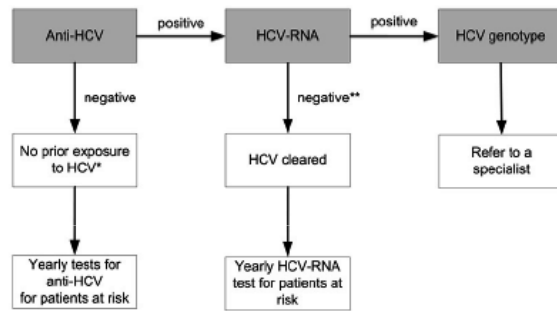 Anti-HCV
positive
HCV-RNA
positive
HCV genotype
negative
negative**
No prior exposure
to HCV*
HCV cleared
Refer to a
specialist
Yearly tests for
anti-HCV
for patients at risk
Yearly HCV-RNA
test for patients at
risk